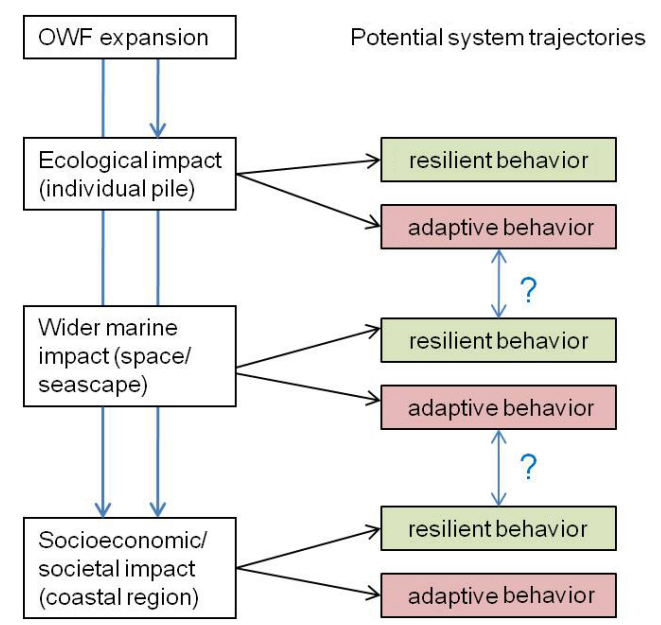 OWF expansion
Potential system trajectories
Ecological impact
(individual pile)
resilient behavior
adaptive behavior
?
Wider marine
impact (space/
seascape)
resilient behavior
adaptive behavior
?
Socioeconomic/
societal impact
(coastal region)
resilient behavior
adaptive behavior